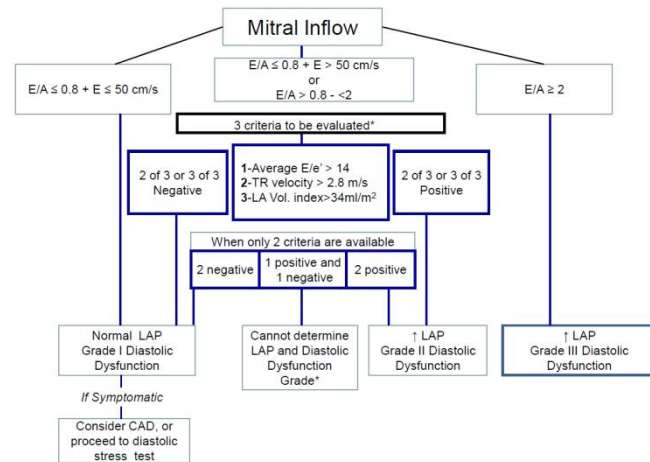 Mitral Inflow
E/A ≤ 0.8 + E ≤ 50 cm/s
E/A ≤ 0.8 + E > 50 cm/s
or
E/A > 0.8 - <2
E/A ≥ 2
3 criteria to be evaluated*
2 of 3 or 3 of 3
Negative
1-Average E/e’ > 14
2-TR velocity > 2.8 m/s
3-LA Vol. index>34ml/m²
2 of 3 or 3 of 3
Positive
When only 2 criteria are available
2 negative
1 positive and
1 negative
2 positive
Normal LAP
Grade I Diastolic
Dysfunction
Cannot determine
LAP and Diastolic
Dysfunction
Grade*
↑ LAP
Grade II Diastolic
Dysfunction
↑ LAP
Grade III Diastolic
Dysfunction
If Symptomatic
Consider CAD, or
proceed to diastolic
stress test